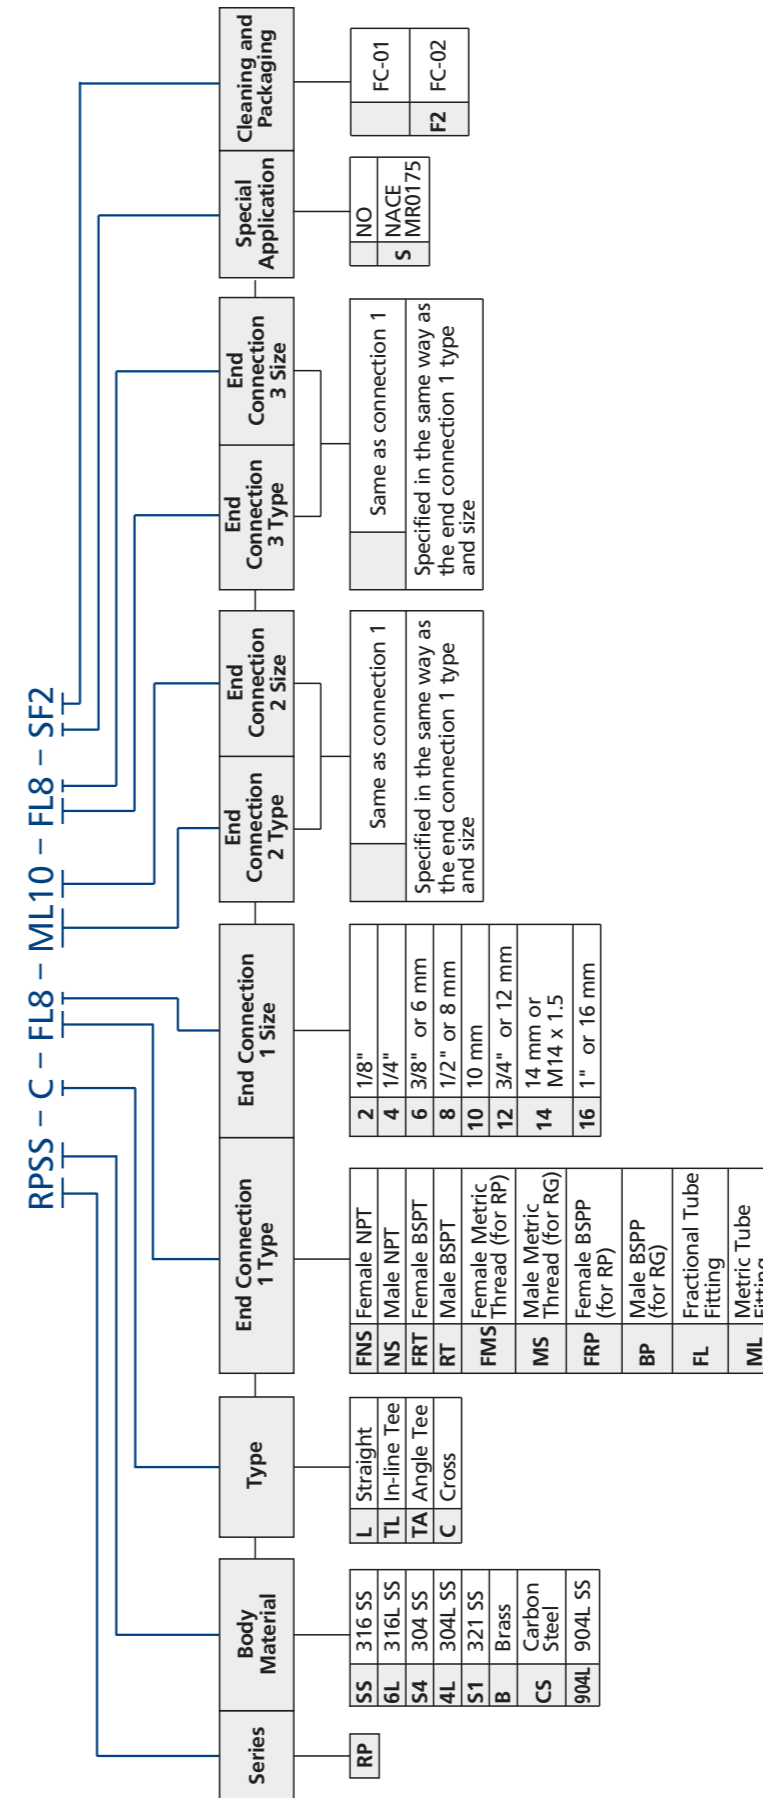 RPSS – C – FL8 – ML10 – FL8 – SF2
Series
RP
Body
Material
SS 316 SS
6L 316L SS
S4 304 SS
4L 304L SS
S1 321 SS
B Brass
CS Carbon
Steel
904L 904L SS
Type
L Straight
TL In-line Tee
TA Angle Tee
C Cross
End Connection
1 Type
FNS Female NPT
NS Male NPT
FRT Female BSPT
RT Male BSPT
FMS Female Metric
Thread (for RP)
MS Male Metric
Thread (for RG)
FRP Female BSPP
(for RP)
BP Male BSPP
(for RG)
FL Fractional Tube
Fitting
ML Metric Tube
Fitting
End Connection
1 Size
2 1/8"
4 1/4"
6 3/8" or 6 mm
8 1/2" or 8 mm
10 10 mm
12 3/4" or 12 mm
14 14 mm or
M14 x 1.5
16 1" or 16 mm
End
Connection
2 Type
End
Connection
2 Size
Same as connection 1
Specified in the same way as
the end connection 1 type
and size
End
Connection
3 Type
End
Connection
3 Size
Same as connection 1
Specified in the same way as
the end connection 1 type
and size
Special
Application
NO
S NACE
MR0175
Cleaning and
Packaging
FC-01
F2 FC-02